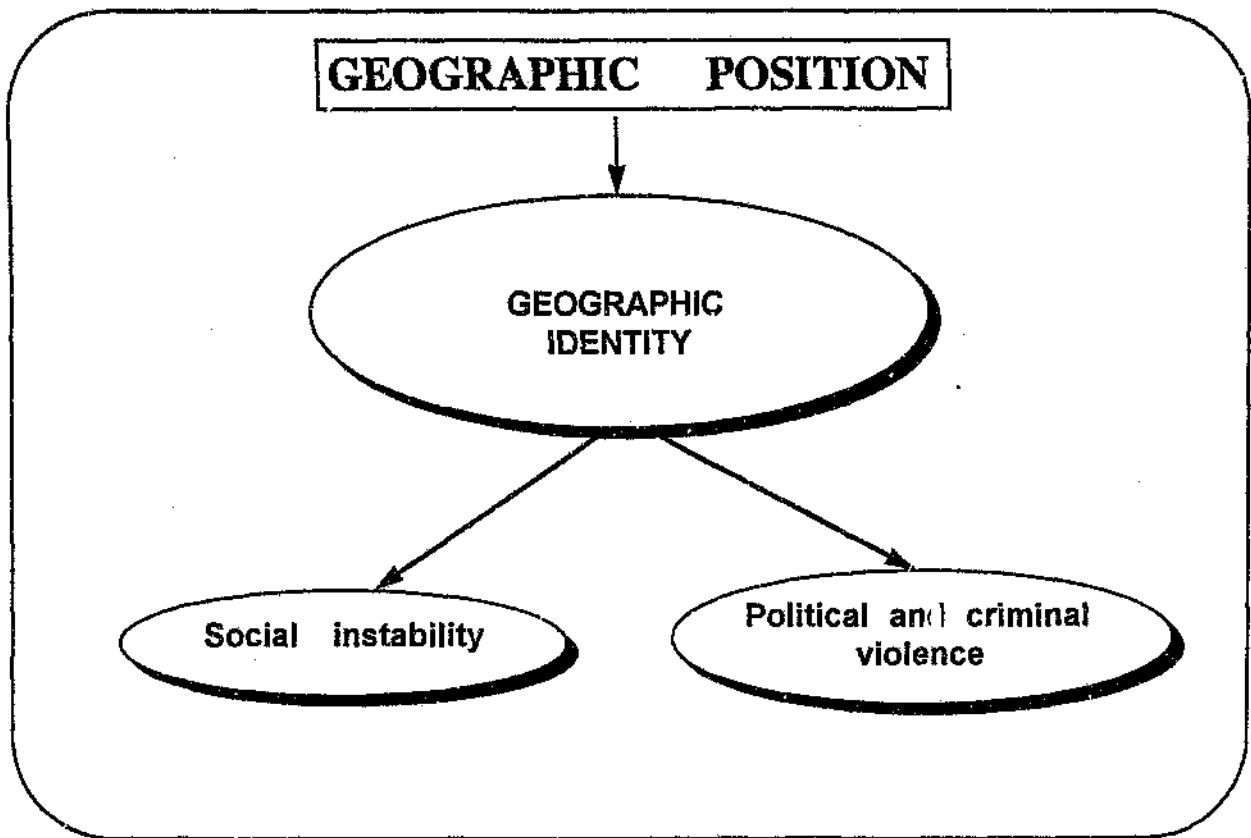 GEOGRAPHIC POSITION
GEOGRAPHIC
IDENTITY
Social instability
Political and criminal
violence